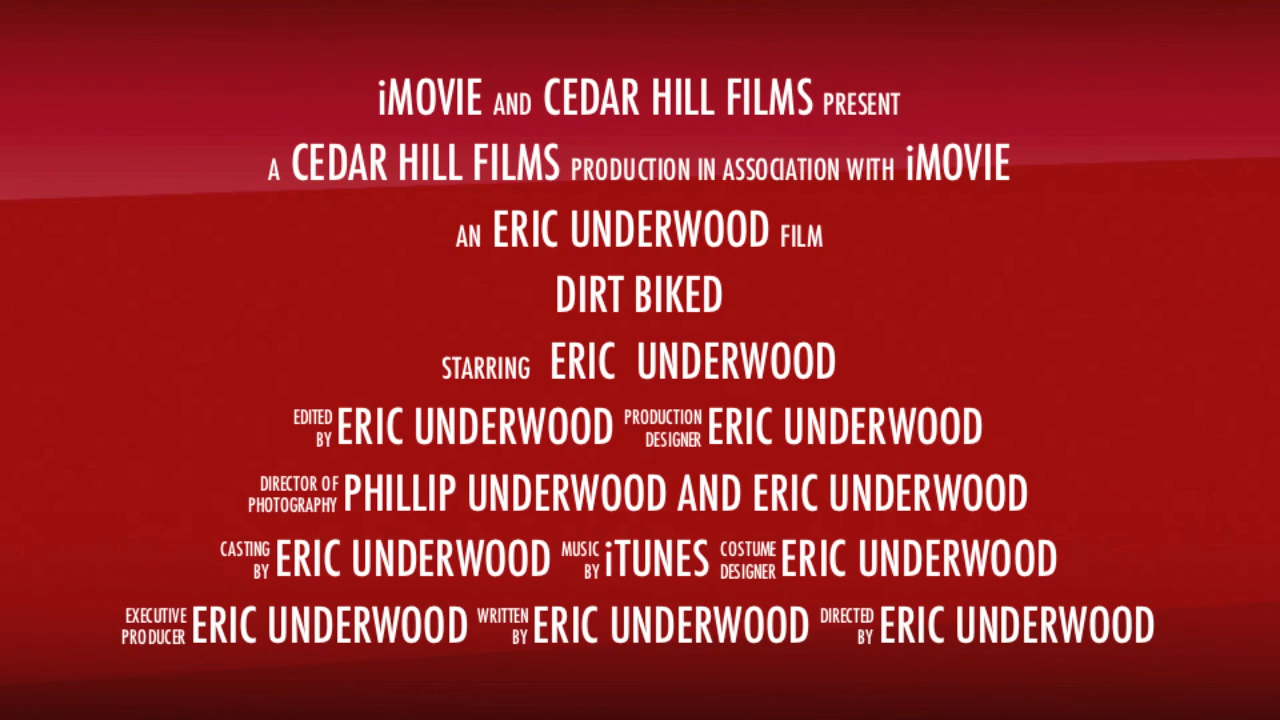 iMOVIE AND CEDAR HILL FILMS PRESENT
A CEDAR HILL FILMS PRODUCTION IN ASSOCIATION WITH iMOVIE
AN ERIC UNDERWOOD FILM
DIRT BIKED
STARRING ERIC UNDERWOOD
EDITED BY ERIC UNDERWOOD PRODUCTION DESIGNER ERIC UNDERWOOD
DIRECTOR OF PHOTOGRAPHY PHILLIP UNDERWOOD AND ERIC UNDERWOOD
CASTING BY ERIC UNDERWOOD MUSIC BY iTUNES COSTUME DESIGNER ERIC UNDERWOOD
EXECUTIVE PRODUCER ERIC UNDERWOOD WRITTEN BY ERIC UNDERWOOD DIRECTED BY ERIC UNDERWOOD